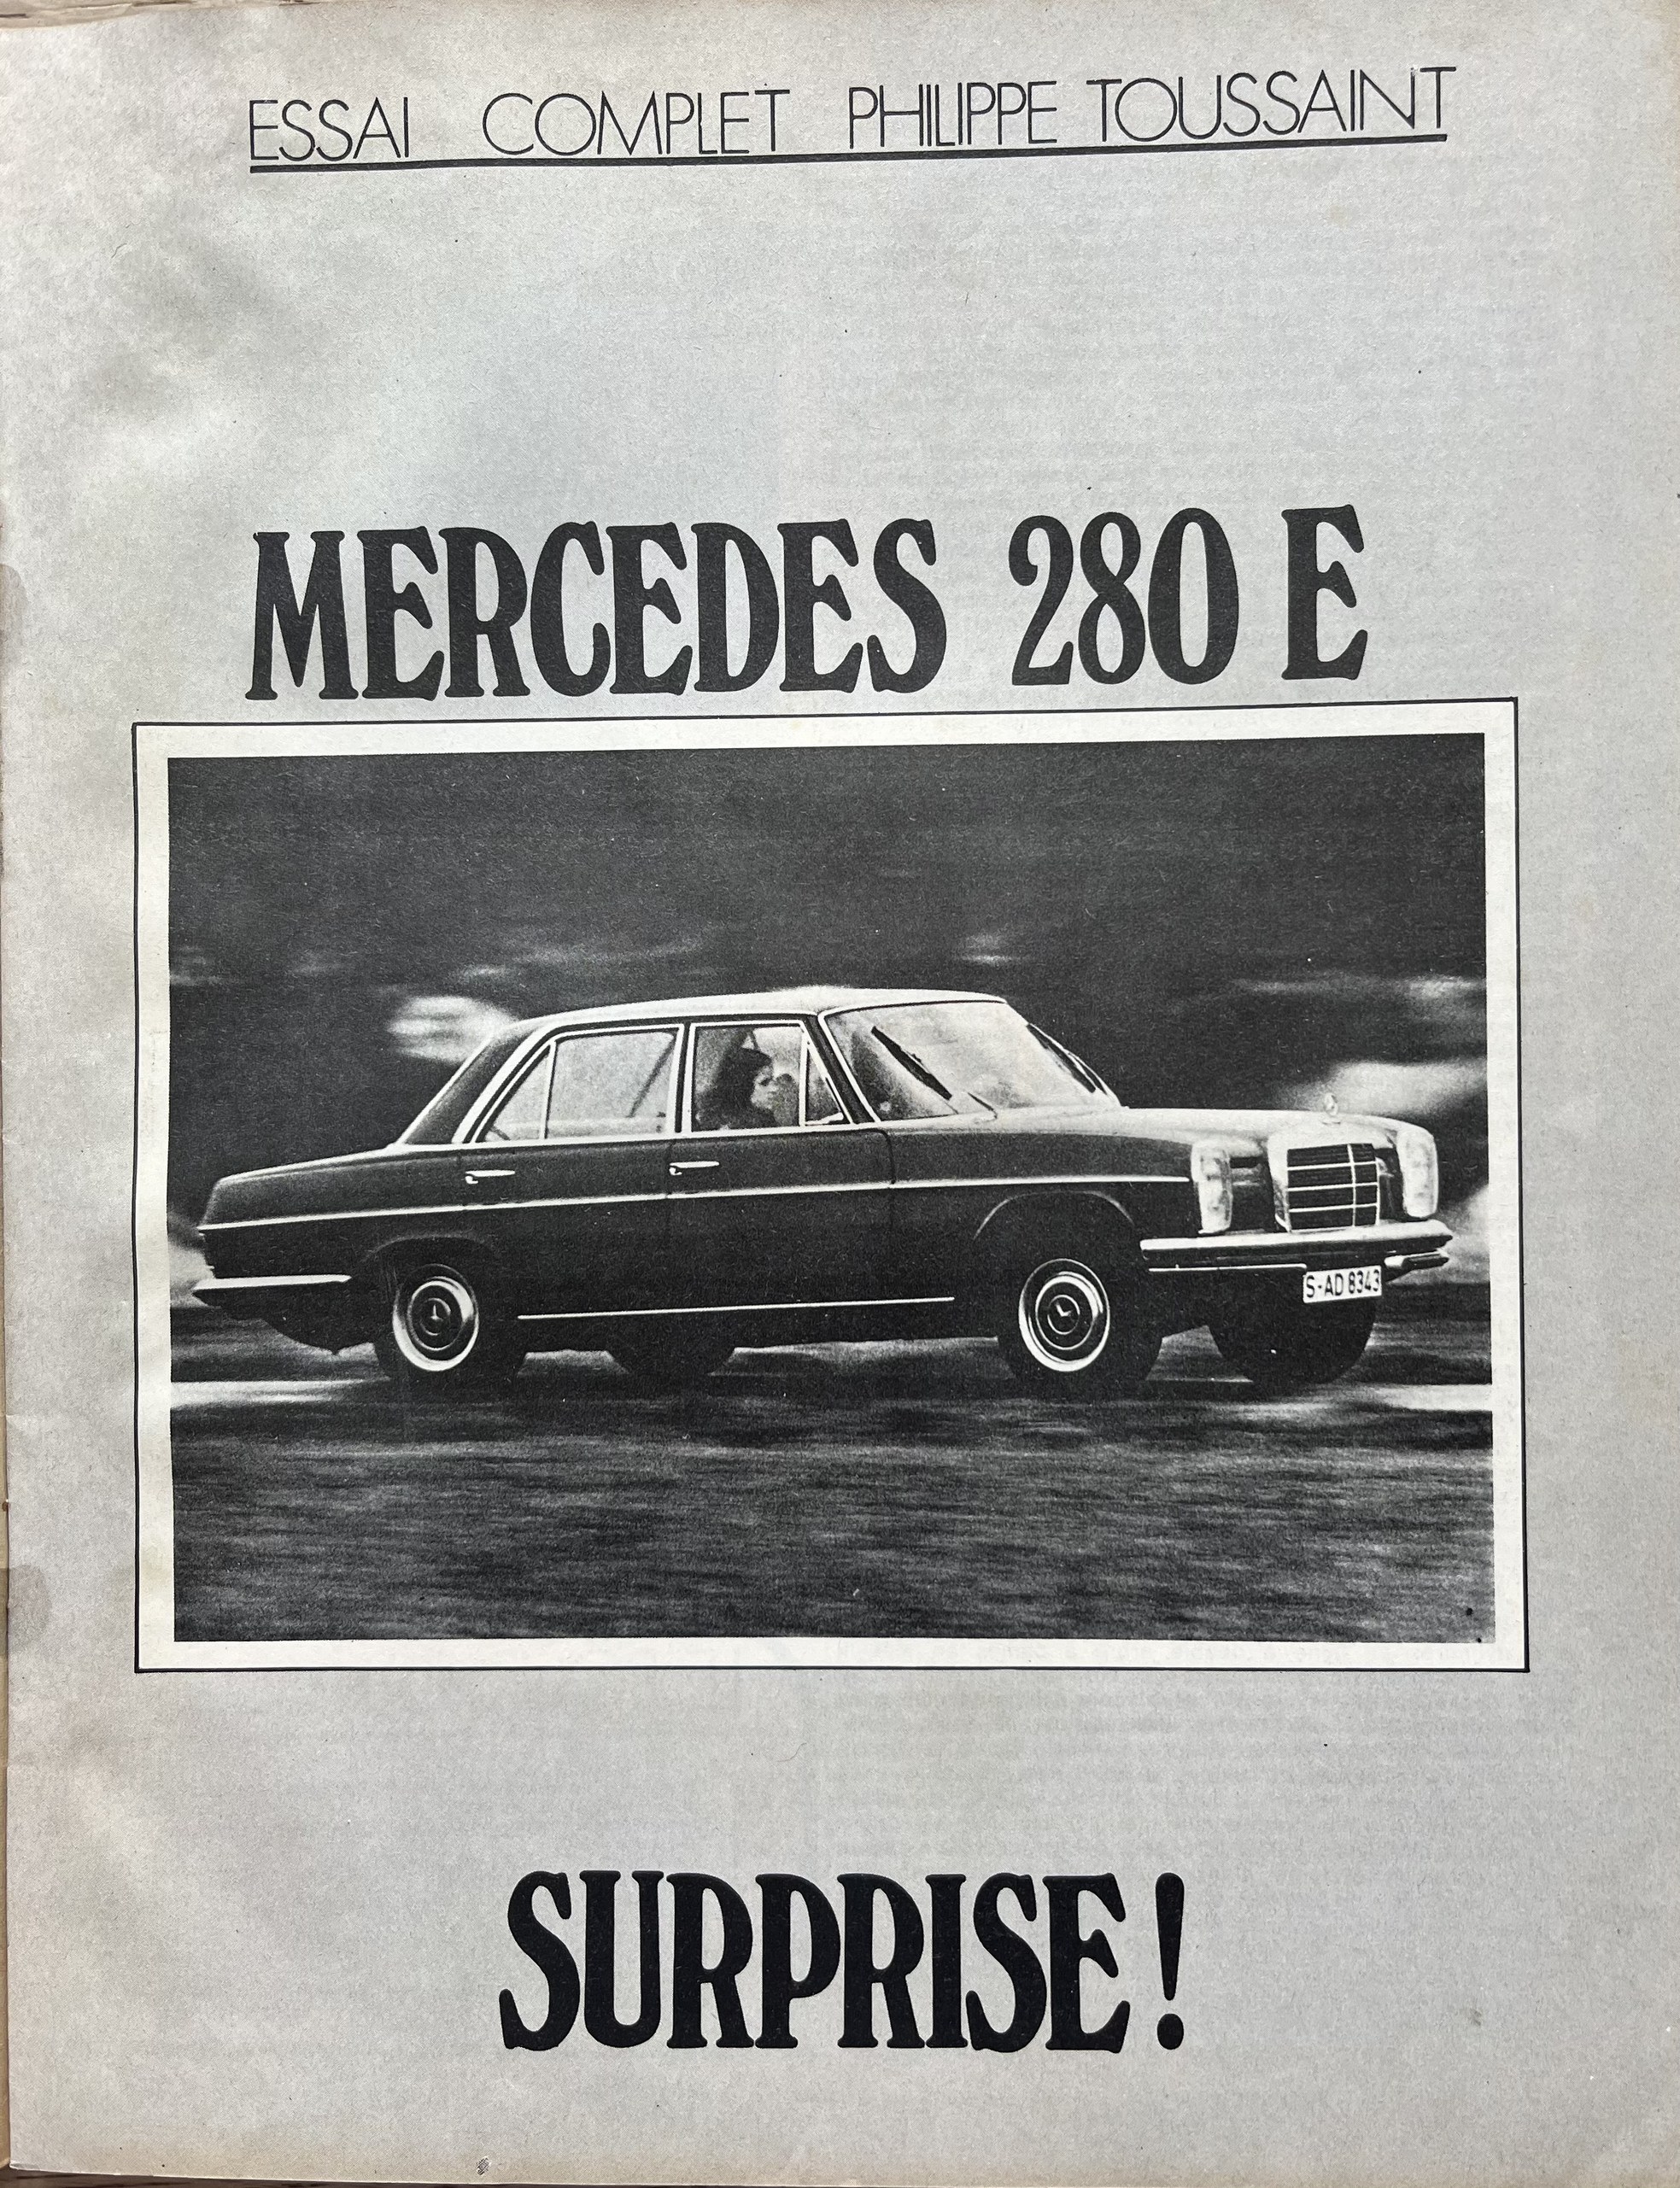 ESSAI COMPLET PHILIPPE TOUSSAINT
MERCEDES 280 E
S-AD 8343
SURPRISE !